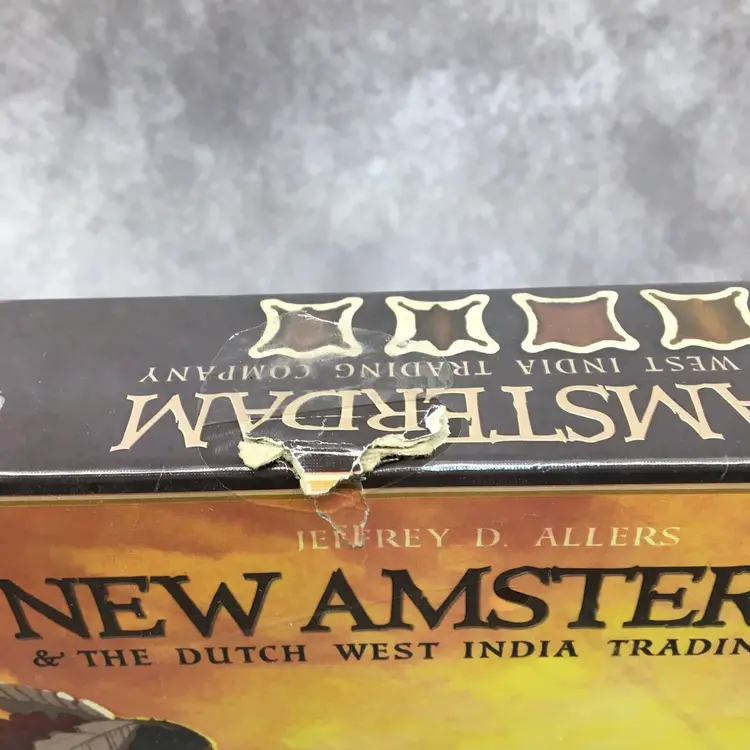 AMSTERDAM
WEST INDIA TRADING COMPANY
JEFFREY D. ALLERS
NEW AMSTER
& THE DUTCH WEST INDIA TRADIN